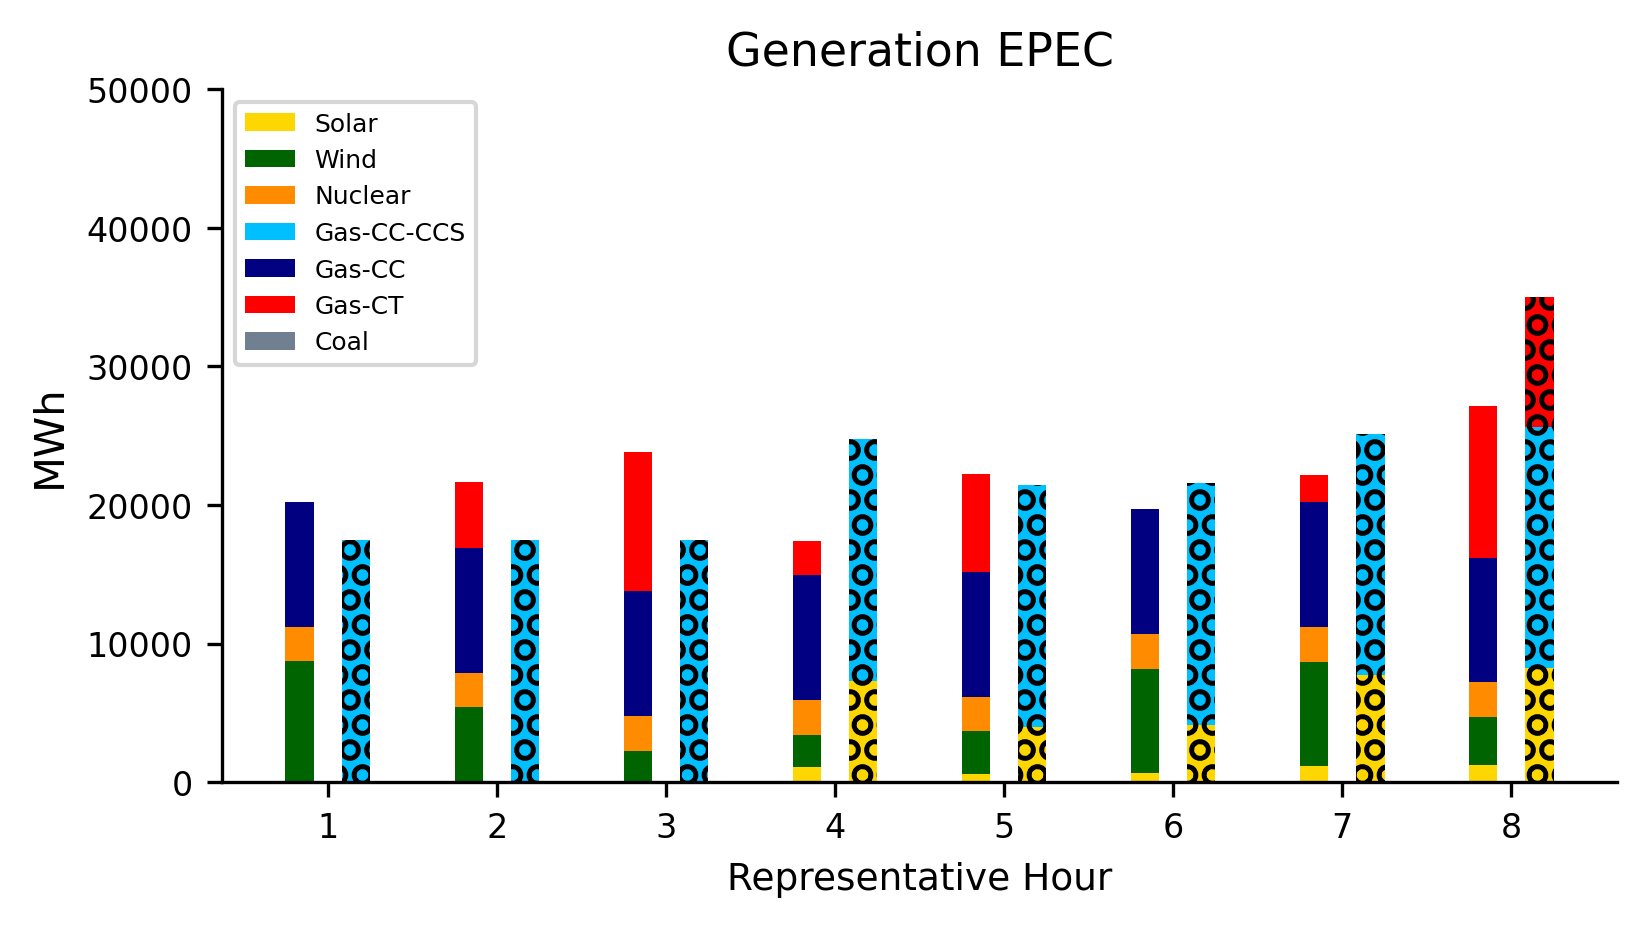 Generation EPEC
50000
40000
30000
20000
10000
0
MWh
Solar
Wind
Nuclear
Gas-CC-CCS
Gas-CC
Gas-CT
Coal
1 2 3 4 5 6 7 8
Representative Hour